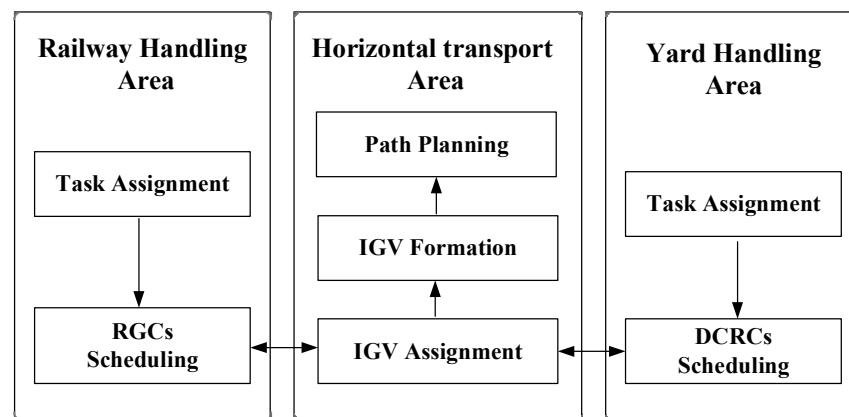 Railway Handling
Area
Task Assignment
RGCs
Scheduling
Horizontal transport
Area
Path Planning
IGV Formation
IGV Assignment
Yard Handling
Area
Task Assignment
DCRCs
Scheduling